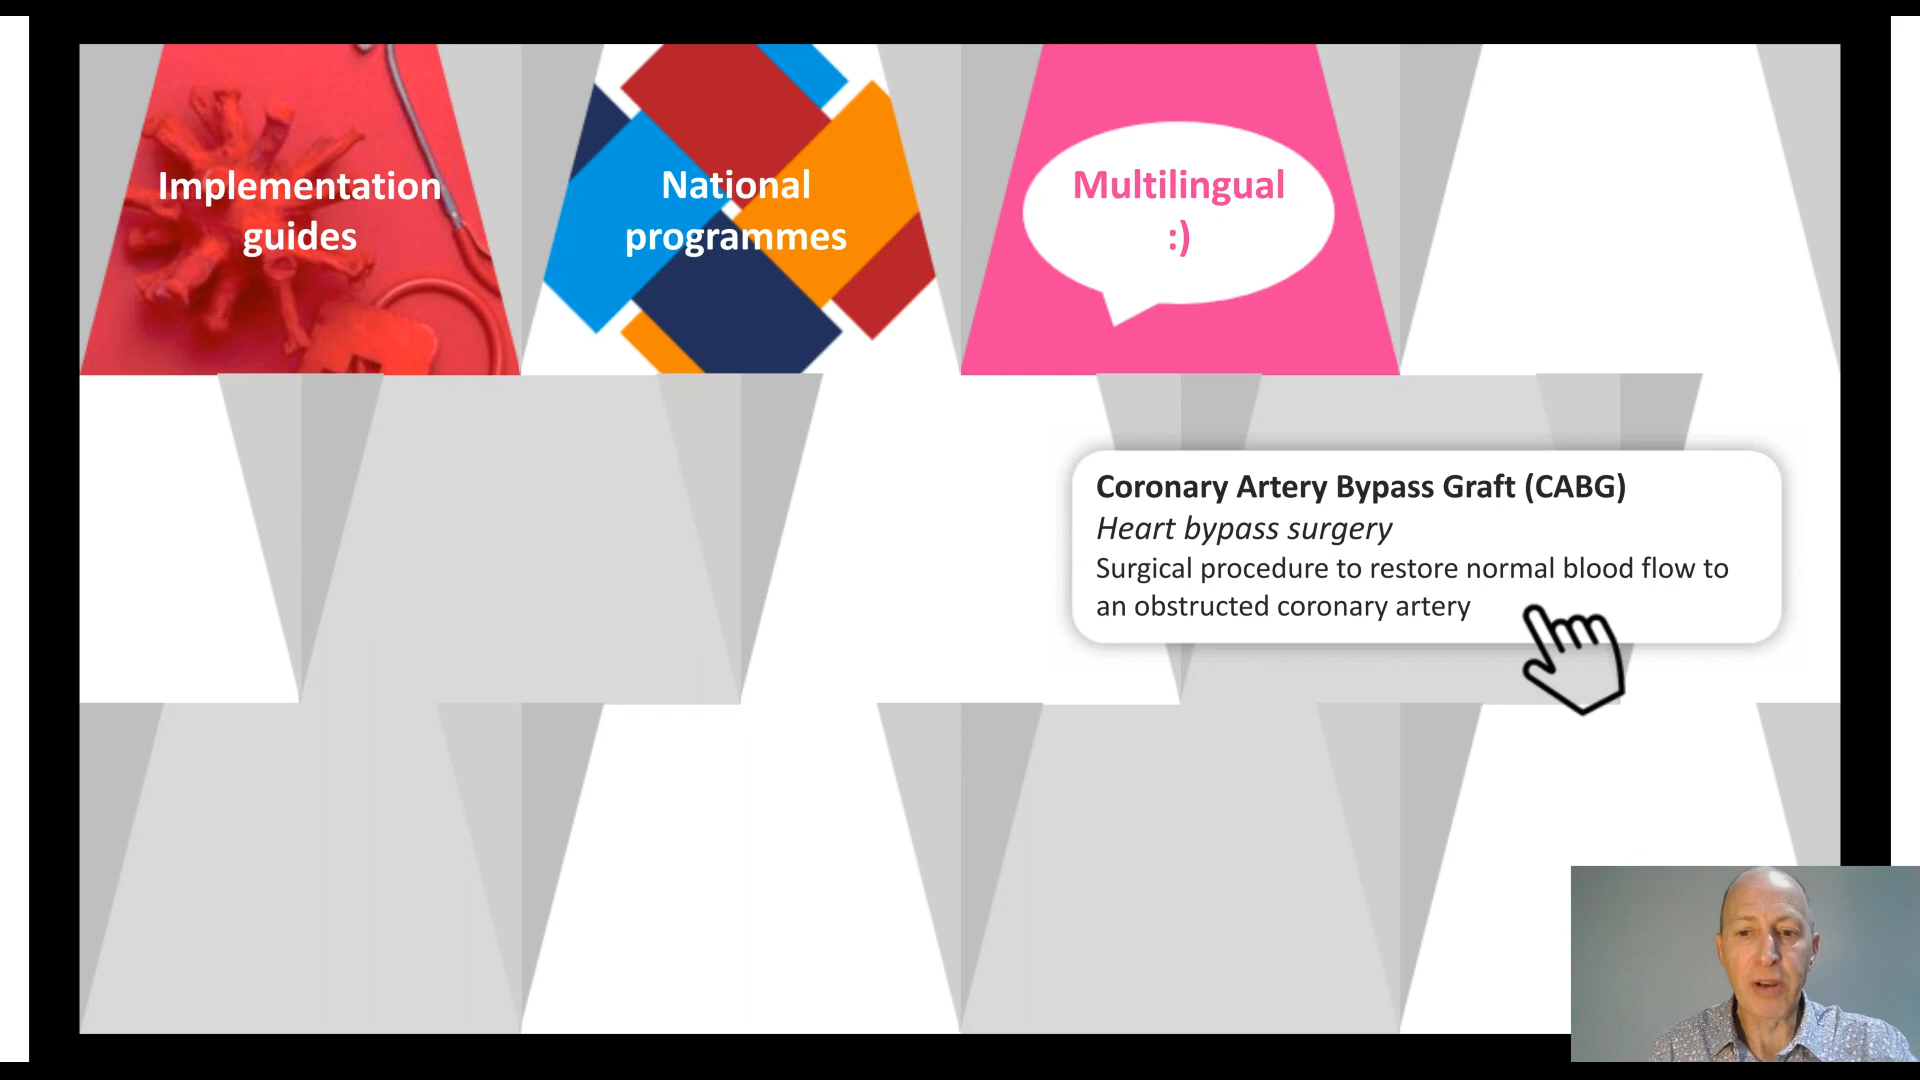 Implementation
guides
National
programmes
Multilingual
:)
Coronary Artery Bypass Graft (CABG)
Heart bypass surgery
Surgical procedure to restore normal blood flow to
an obstructed coronary artery